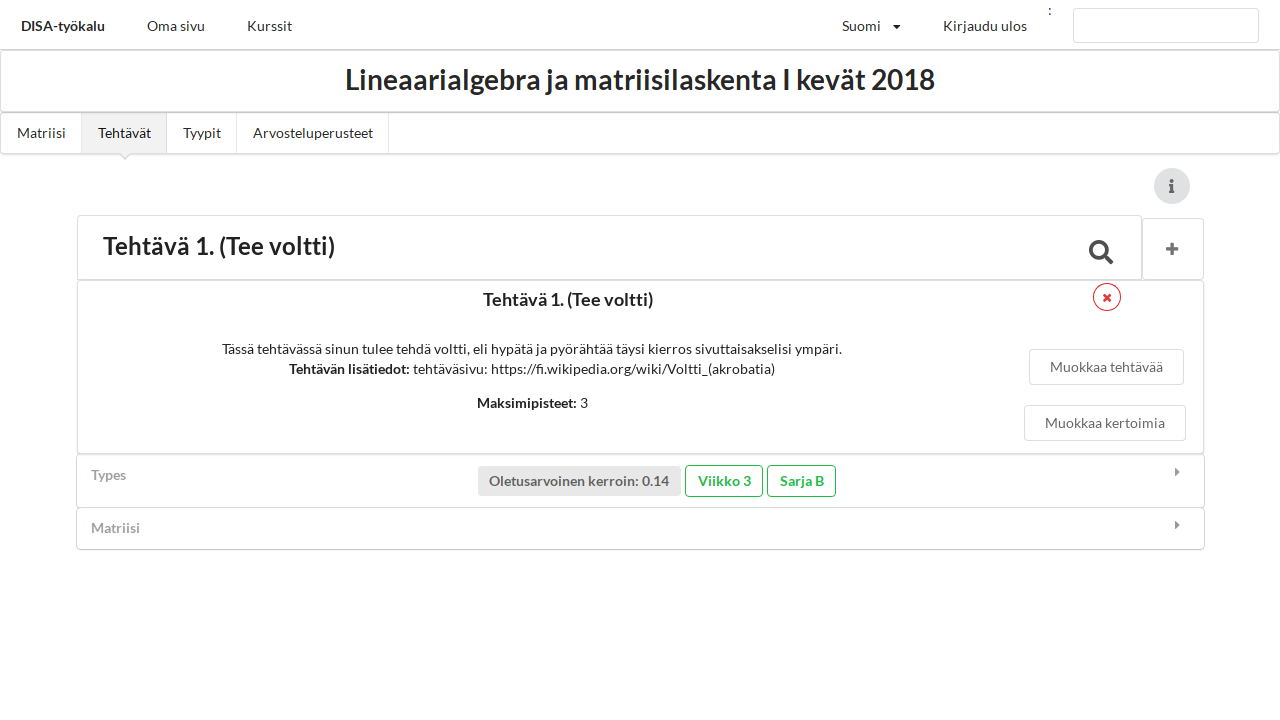 DISA-työkalu Oma sivu Kurssit Suomi Kirjaudu ulos :
Lineaarialgebra ja matriisilaskenta I kevät 2018
Matriisi Tehtävät Tyypit Arvosteluperusteet
Tehtävä 1. (Tee voltti)
Tehtävä 1. (Tee voltti)
Tässä tehtävässä sinun tulee tehdä voltti, eli hypätä ja pyörähtää täysi kierros sivuttaisakselisi ympäri.
Tehtävän lisätiedot: tehtäväsivu: https://fi.wikipedia.org/wiki/Voltti_(akrobatia)
Muokkaa tehtävää
Maksimipisteet: 3
Muokkaa kertoimia
Types Oletusarvoinen kerroin: 0.14 Viikko 3 Sarja B
Matriisi